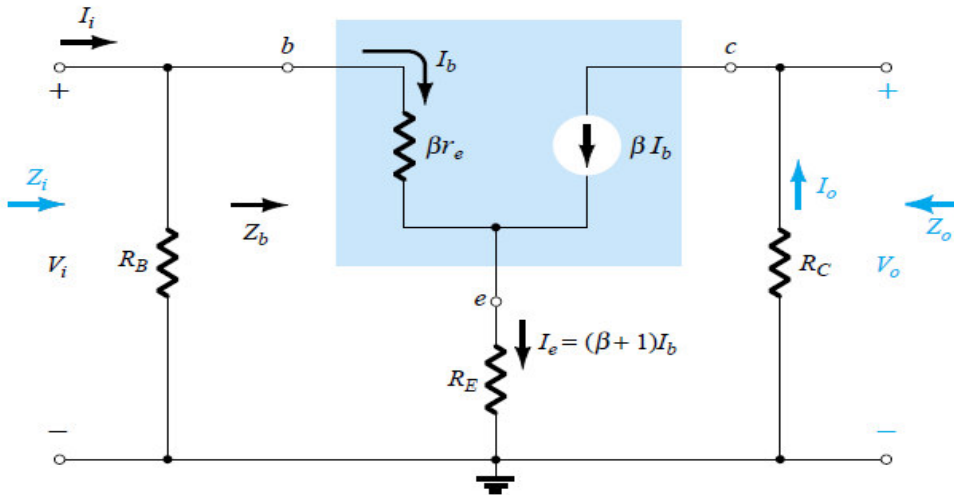 I_i
b
c
I_b
+
+
βr_e
β I_b
Z_i
I_o
Z_b
Z_o
V_i
R_B
R_C
V_o
e
I_e = (β + 1)I_b
R_E
−
−